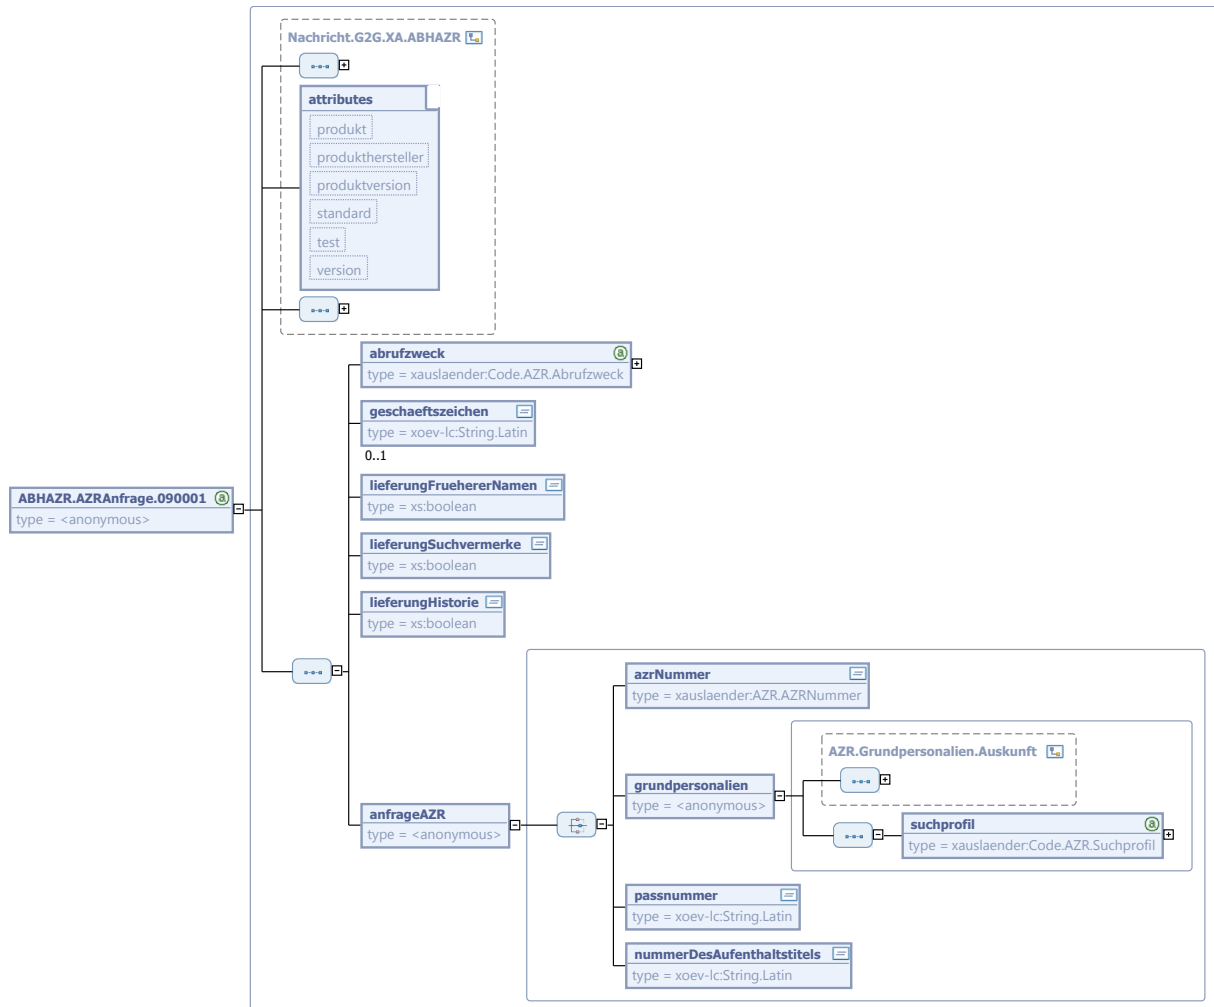 Nachricht.G2G.XA.ABHAZR
attributes
produkt
produkthersteller
produktversion
standard
test
version
abrufzweck
type = xauslaender:Code.AZR.Abrufzweck
geschaeftszeichen
type = xoev-lc:String.Latin
0..1
ABHAZR.AZRAnfrage.090001
type = <anonymous>
lieferungFruehererNamen
type = xs:boolean
lieferungSuchvermerke
type = xs:boolean
lieferungHistorie
type = xs:boolean
anfrageAZR
type = <anonymous>
azrNummer
type = xauslaender:AZR.AZRNummer
grundpersonalien
type = <anonymous>
AZR.Grundpersonalien.Auskunft
suchprofil
type = xauslaender:Code.AZR.Suchprofil
passnummer
type = xoev-lc:String.Latin
nummerDesAufenthaltstitels
type = xoev-lc:String.Latin